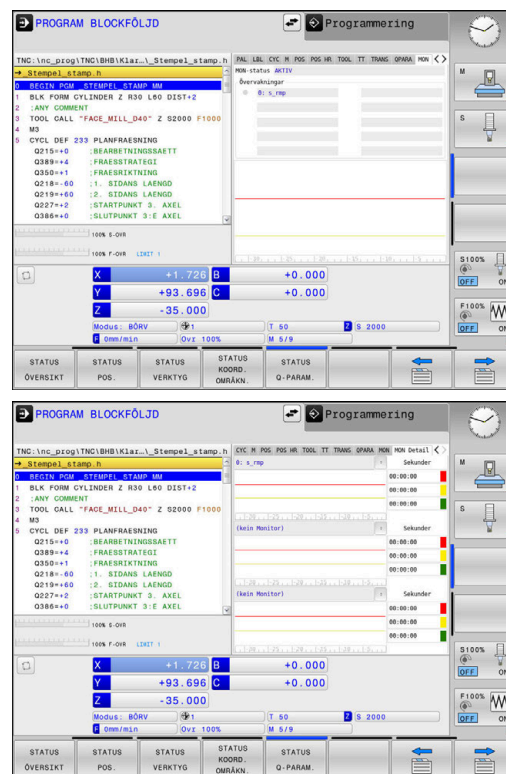 PROGRAM BLOCKFÖLJD
Programmering
TNC:\nc_prog\TNC\BHB\Klar…\_Stempel_stamp.h
→_Stempel_stamp.h
0 BEGIN PGM _STEMPEL_STAMP MM
1 BLK FORM CYLINDER Z R30 L60 DIST+2
2 ;ANY COMMENT
3 TOOL CALL "FACE_MILL_D40" Z S2000 F1000
4 M3
5 CYCL DEF 233 PLANFRAESNING
Q215=+0 ;BEARBETNINGSSAETT
Q389=+4 ;FRAESSTRATEGI
Q350=+1 ;FRAESRIKTNING
Q218=-60 ;1. SIDANS LAENGD
Q219=+60 ;2. SIDANS LAENGD
Q227=+2 ;STARTPUNKT 3. AXEL
Q386=+0 ;SLUTPUNKT 3:E AXEL
PAL LBL CYC M POS POS HR TOOL TT TRANS QPARA MON
MON-status AKTIV
Övervakningar
0: s_rmp
100% S-OVR
100% F-OVR LIMIT 1
X +1.726 B +0.000
Y +93.696 C +0.000
Z -35.000
Modus: BÖRV 1 T 50 Z S 2000
F 0mm/min Ovr 100% M 5/9
STATUS ÖVERSIKT
STATUS POS.
STATUS VERKTYG
STATUS KOORD. OMRÄKN.
STATUS Q-PARAM.
M
S
S100%
OFF ON
F100%
OFF ON
PROGRAM BLOCKFÖLJD
Programmering
TNC:\nc_prog\TNC\BHB\Klar…\_Stempel_stamp.h
→_Stempel_stamp.h
0 BEGIN PGM _STEMPEL_STAMP MM
1 BLK FORM CYLINDER Z R30 L60 DIST+2
2 ;ANY COMMENT
3 TOOL CALL "FACE_MILL_D40" Z S2000 F1000
4 M3
5 CYCL DEF 233 PLANFRAESNING
Q215=+0 ;BEARBETNINGSSAETT
Q389=+4 ;FRAESSTRATEGI
Q350=+1 ;FRAESRIKTNING
Q218=-60 ;1. SIDANS LAENGD
Q219=+60 ;2. SIDANS LAENGD
Q227=+2 ;STARTPUNKT 3. AXEL
Q386=+0 ;SLUTPUNKT 3:E AXEL
CYC M POS POS HR TOOL TT TRANS QPARA MON MON Detail
0: s_rmp Sekunder
00:00:00
00:00:00
00:00:00
(kein Monitor) Sekunder
00:00:00
00:00:00
00:00:00
(kein Monitor) Sekunder
00:00:00
00:00:00
00:00:00
100% S-OVR
100% F-OVR LIMIT 1
X +1.726 B +0.000
Y +93.696 C +0.000
Z -35.000
Modus: BÖRV 1 T 50 Z S 2000
F 0mm/min Ovr 100% M 5/9
STATUS ÖVERSIKT
STATUS POS.
STATUS VERKTYG
STATUS KOORD. OMRÄKN.
STATUS Q-PARAM.
M
S
S100%
OFF ON
F100%
OFF ON